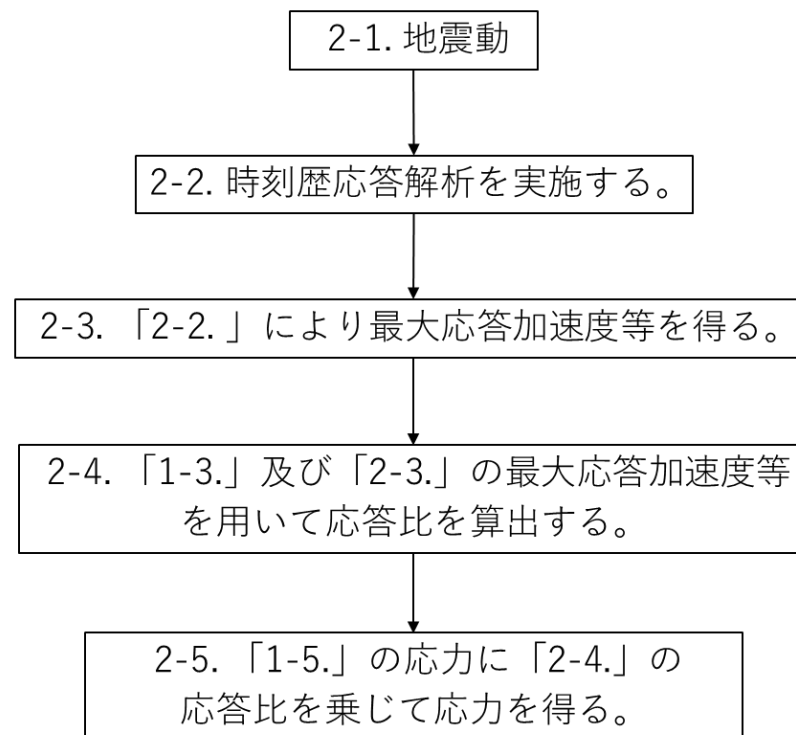 2-1. 地震動
2-2. 時刻歴応答解析を実施する。
2-3. 「2-2. 」により最大応答加速度等を得る。
2-4. 「1-3.」及び「2-3.」の最大応答加速度等
を用いて応答比を算出する。
2-5. 「1-5.」の応力に「2-4.」の
応答比を乗じて応力を得る。